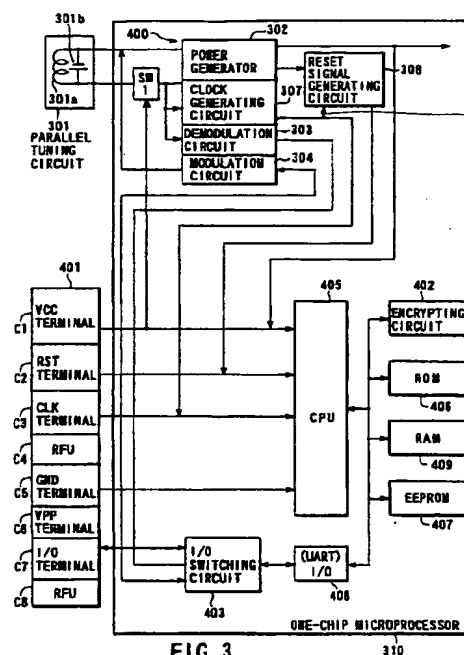 301b
400
302
POWER
GENERATOR
SW
1
RESET
SIGNAL
GENERATING
CIRCUIT
308
CLOCK
GENERATING
CIRCUIT
307
301a
301
PARALLEL
TUNING
CIRCUIT
DEMODULATION
CIRCUIT
303
MODULATION
CIRCUIT
304
401
C1
VCC
TERMINAL
C2
RST
TERMINAL
C3
CLK
TERMINAL
C4
RFU
C5
GND
TERMINAL
C6
VPP
TERMINAL
C7
I/O
TERMINAL
C8
RFU
405
CPU
402
ENCRYPTING
CIRCUIT
ROM
406
RAM
409
EEPROM
407
I/O
SWITCHING
CIRCUIT
403
(UART)
I/O
408
ONE-CHIP MICROPROCESSOR
310
FIG. 3